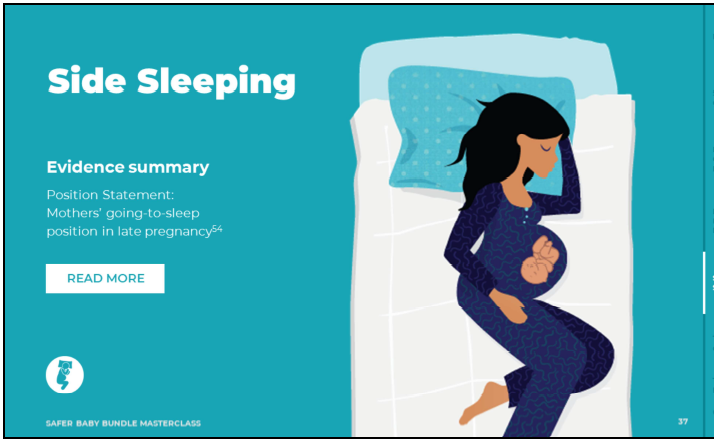 Side Sleeping
Evidence summary
Position Statement:
Mothers' going-to-sleep
position in late pregnancy54
READ MORE
SAFER BABY BUNDLE MASTERCLASS
37